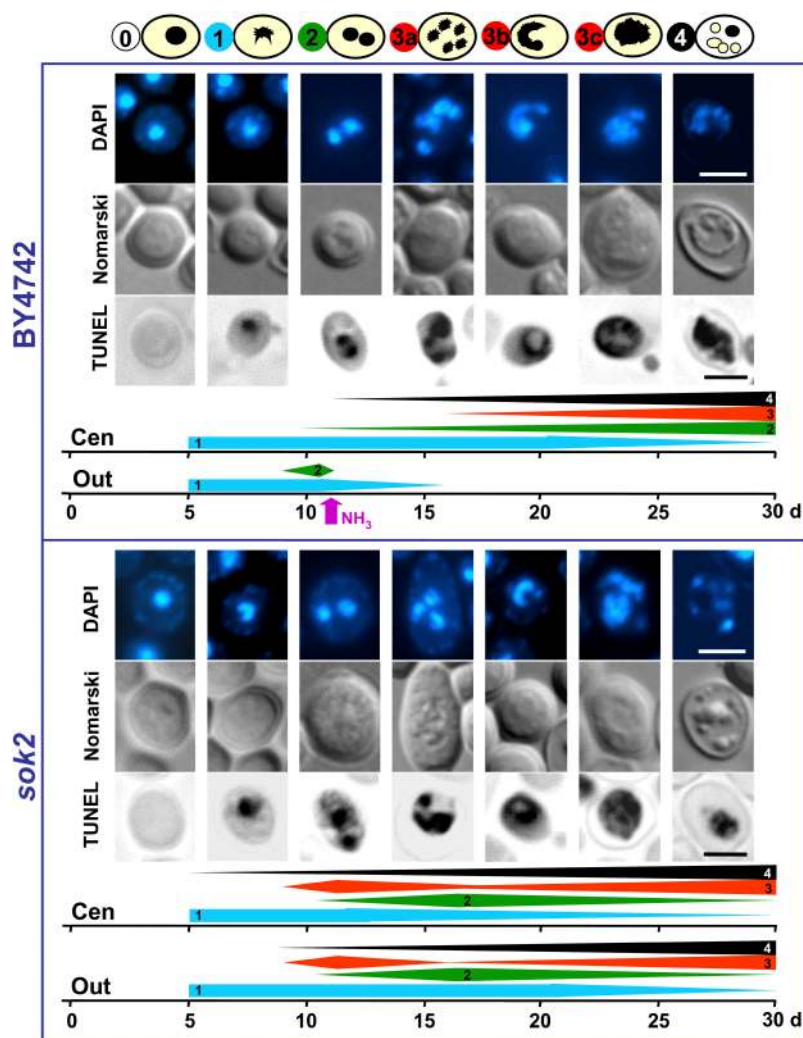 0 1 2 3a 3b 3c 4
BY4742
DAPI
Nomarski
TUNEL
4
3
2
Cen 1
2
Out 1
0 5 10 15 20 25 30 d
NH3
sok2
DAPI
Nomarski
TUNEL
4
3
2
Cen 1
4
3
2
Out 1
0 5 10 15 20 25 30 d